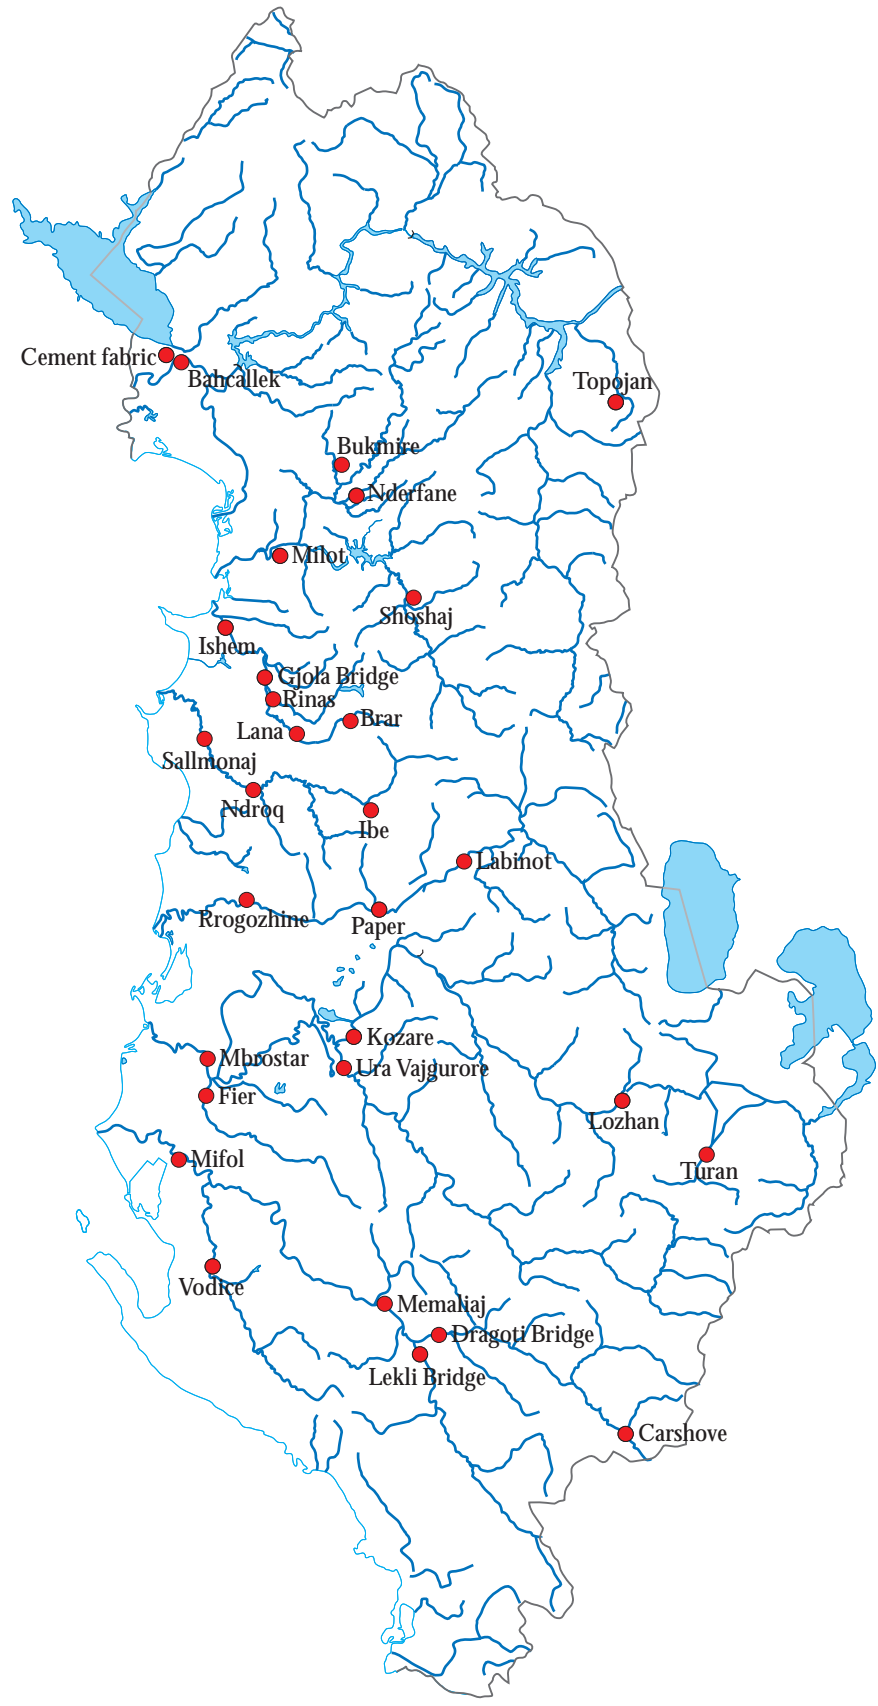 Cement fabric
Bahcallek
Topojan
Bukmire
Nderfane
Milot
Shoshaj
Ishem
Gjola Bridge
Rinas
Brar
Lana
Sallmonaj
Ndroq
Ibe
Labinot
Rrogozhine
Paper
Kozare
Mbrostar
Ura Vajgurore
Fier
Lozhan
Mifol
Turan
Vodice
Memaliaj
Dragoti Bridge
Lekli Bridge
Carshove